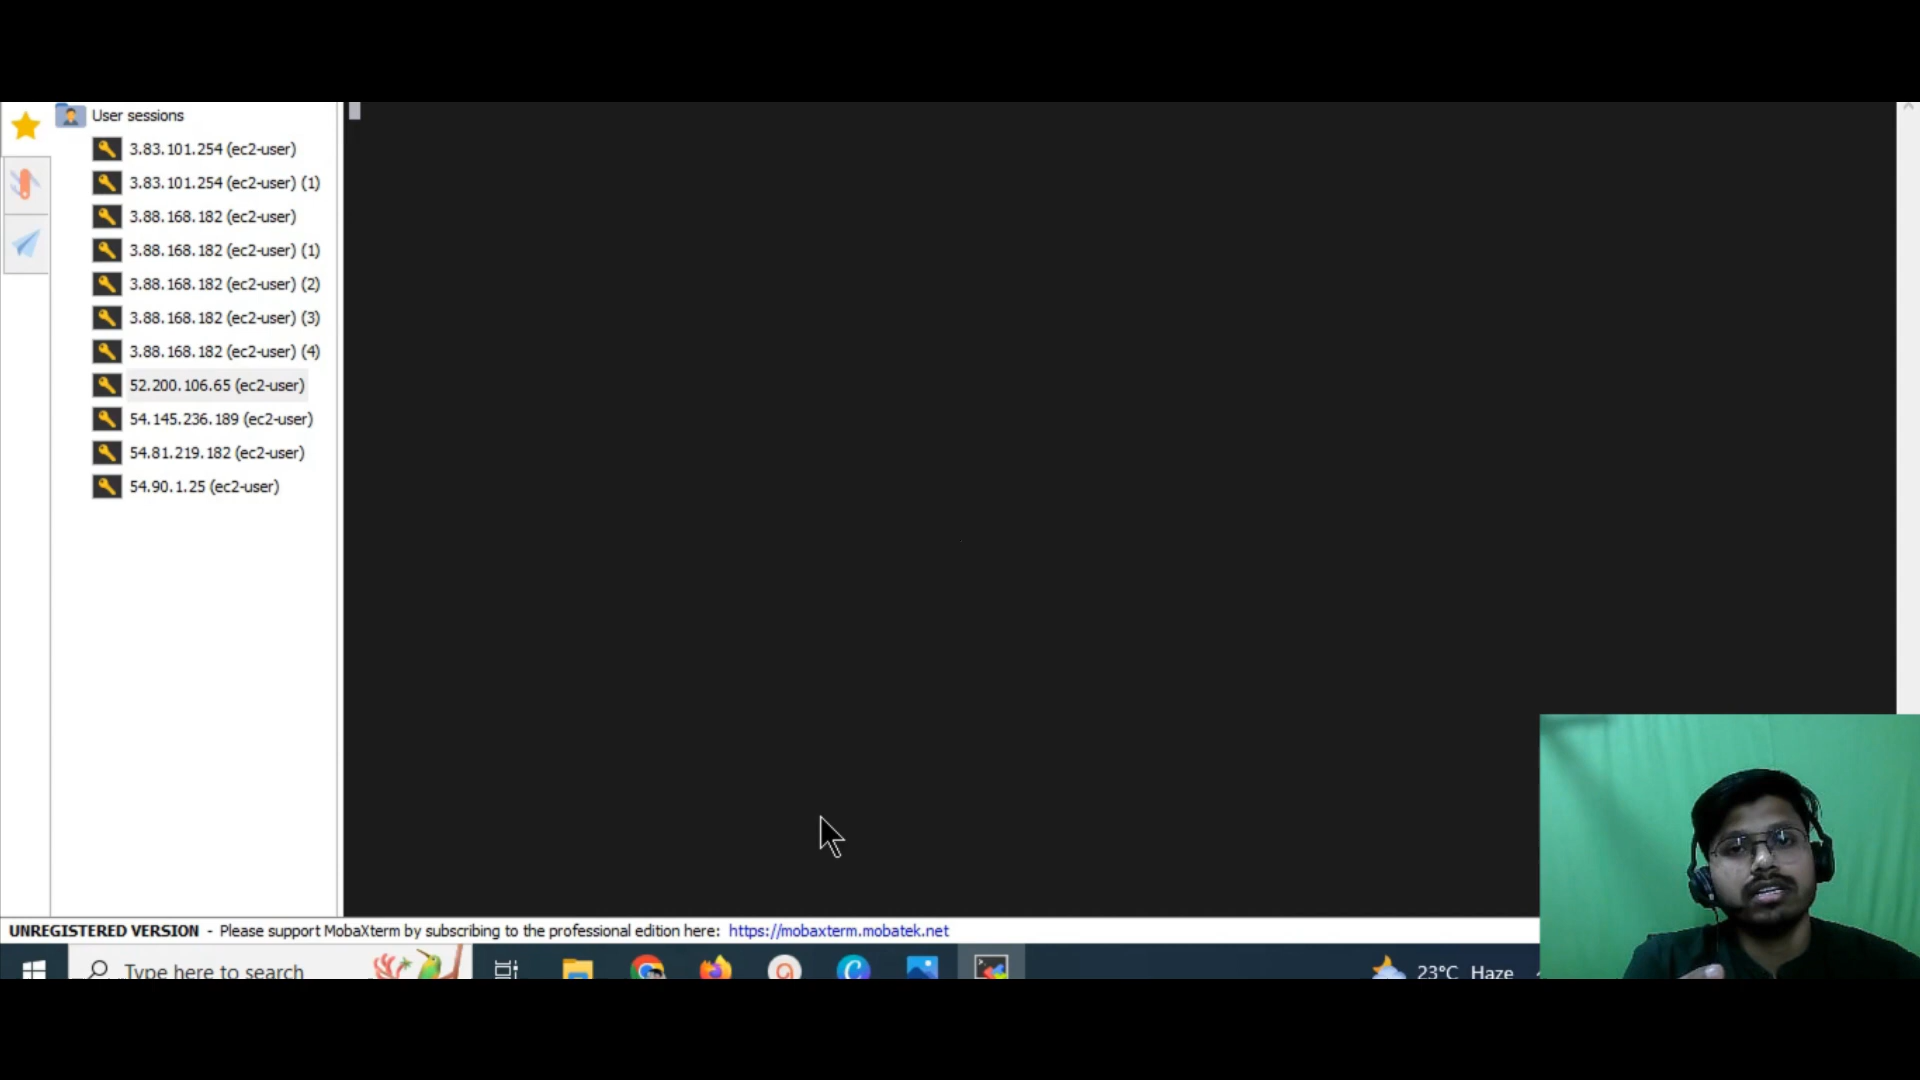 User sessions
3.83.101.254 (ec2-user)
3.83.101.254 (ec2-user) (1)
3.88.168.182 (ec2-user)
3.88.168.182 (ec2-user) (1)
3.88.168.182 (ec2-user) (2)
3.88.168.182 (ec2-user) (3)
3.88.168.182 (ec2-user) (4)
52.200.106.65 (ec2-user)
54.145.236.189 (ec2-user)
54.81.219.182 (ec2-user)
54.90.1.25 (ec2-user)
UNREGISTERED VERSION - Please support MobaXterm by subscribing to the professional edition here: https://mobaxterm.mobatek.net
Type here to search
23°C Haze